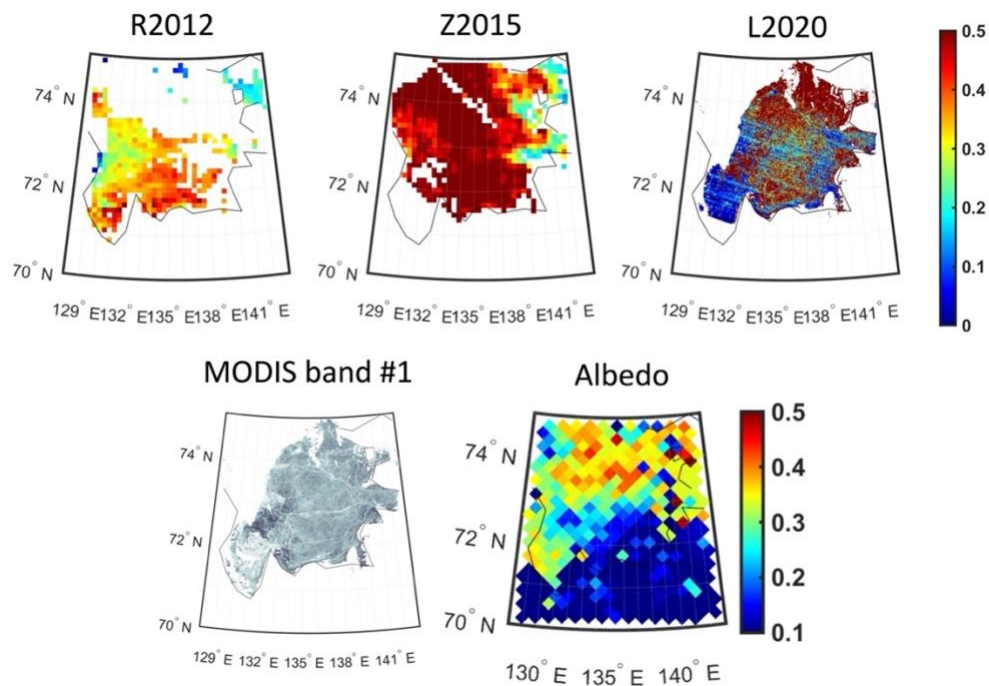 R2012
Z2015
L2020
74° N
72° N
70° N
129° E132° E135° E138° E141° E
74° N
72° N
70° N
129° E132° E135° E138° E141° E
74° N
72° N
70° N
129° E132° E135° E138° E141° E
0.5
0.4
0.3
0.2
0.1
0
MODIS band #1
Albedo
74° N
72° N
70° N
129° E 132° E 135° E 138° E 141° E
74° N
72° N
70° N
130° E 135° E 140° E
0.5
0.4
0.3
0.2
0.1